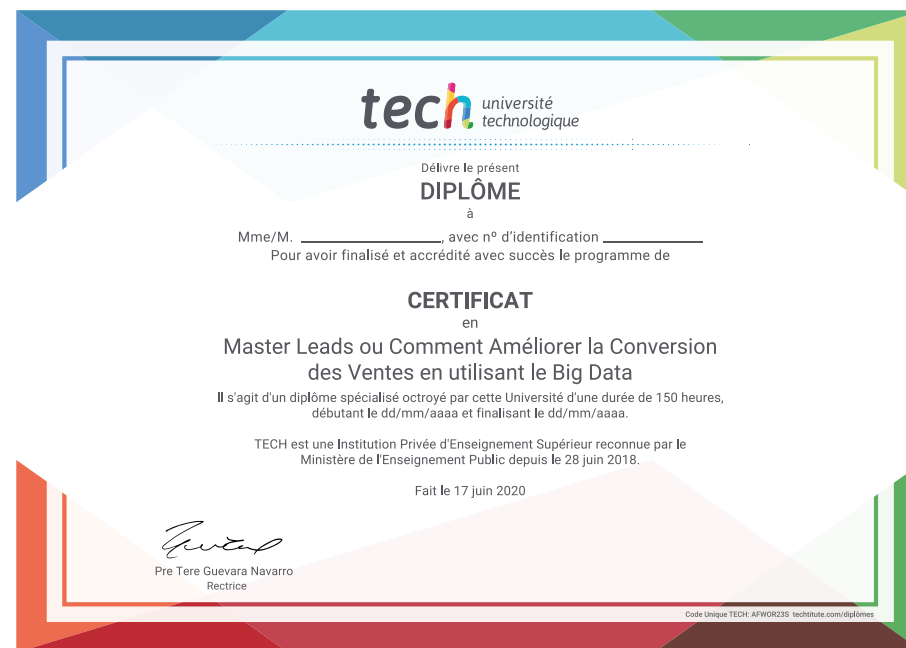 tech université
technologique
Délivre le présent
DIPLÔME
à
Mme/M. ____________________, avec nº d'identification ______________
Pour avoir finalisé et accrédité avec succès le programme de
CERTIFICAT
en
Master Leads ou Comment Améliorer la Conversion
des Ventes en utilisant le Big Data
Il s'agit d'un diplôme spécialisé octroyé par cette Université d'une durée de 150 heures,
débutant le dd/mm/aaaa et finalisant le dd/mm/aaaa.
TECH est une Institution Privée d'Enseignement Supérieur reconnue par le
Ministère de l'Enseignement Public depuis le 28 juin 2018.
Fait le 17 juin 2020
Pre Tere Guevara Navarro
Rectrice
Code Unique TECH: AFWOR23S techtitute.com/diplômes